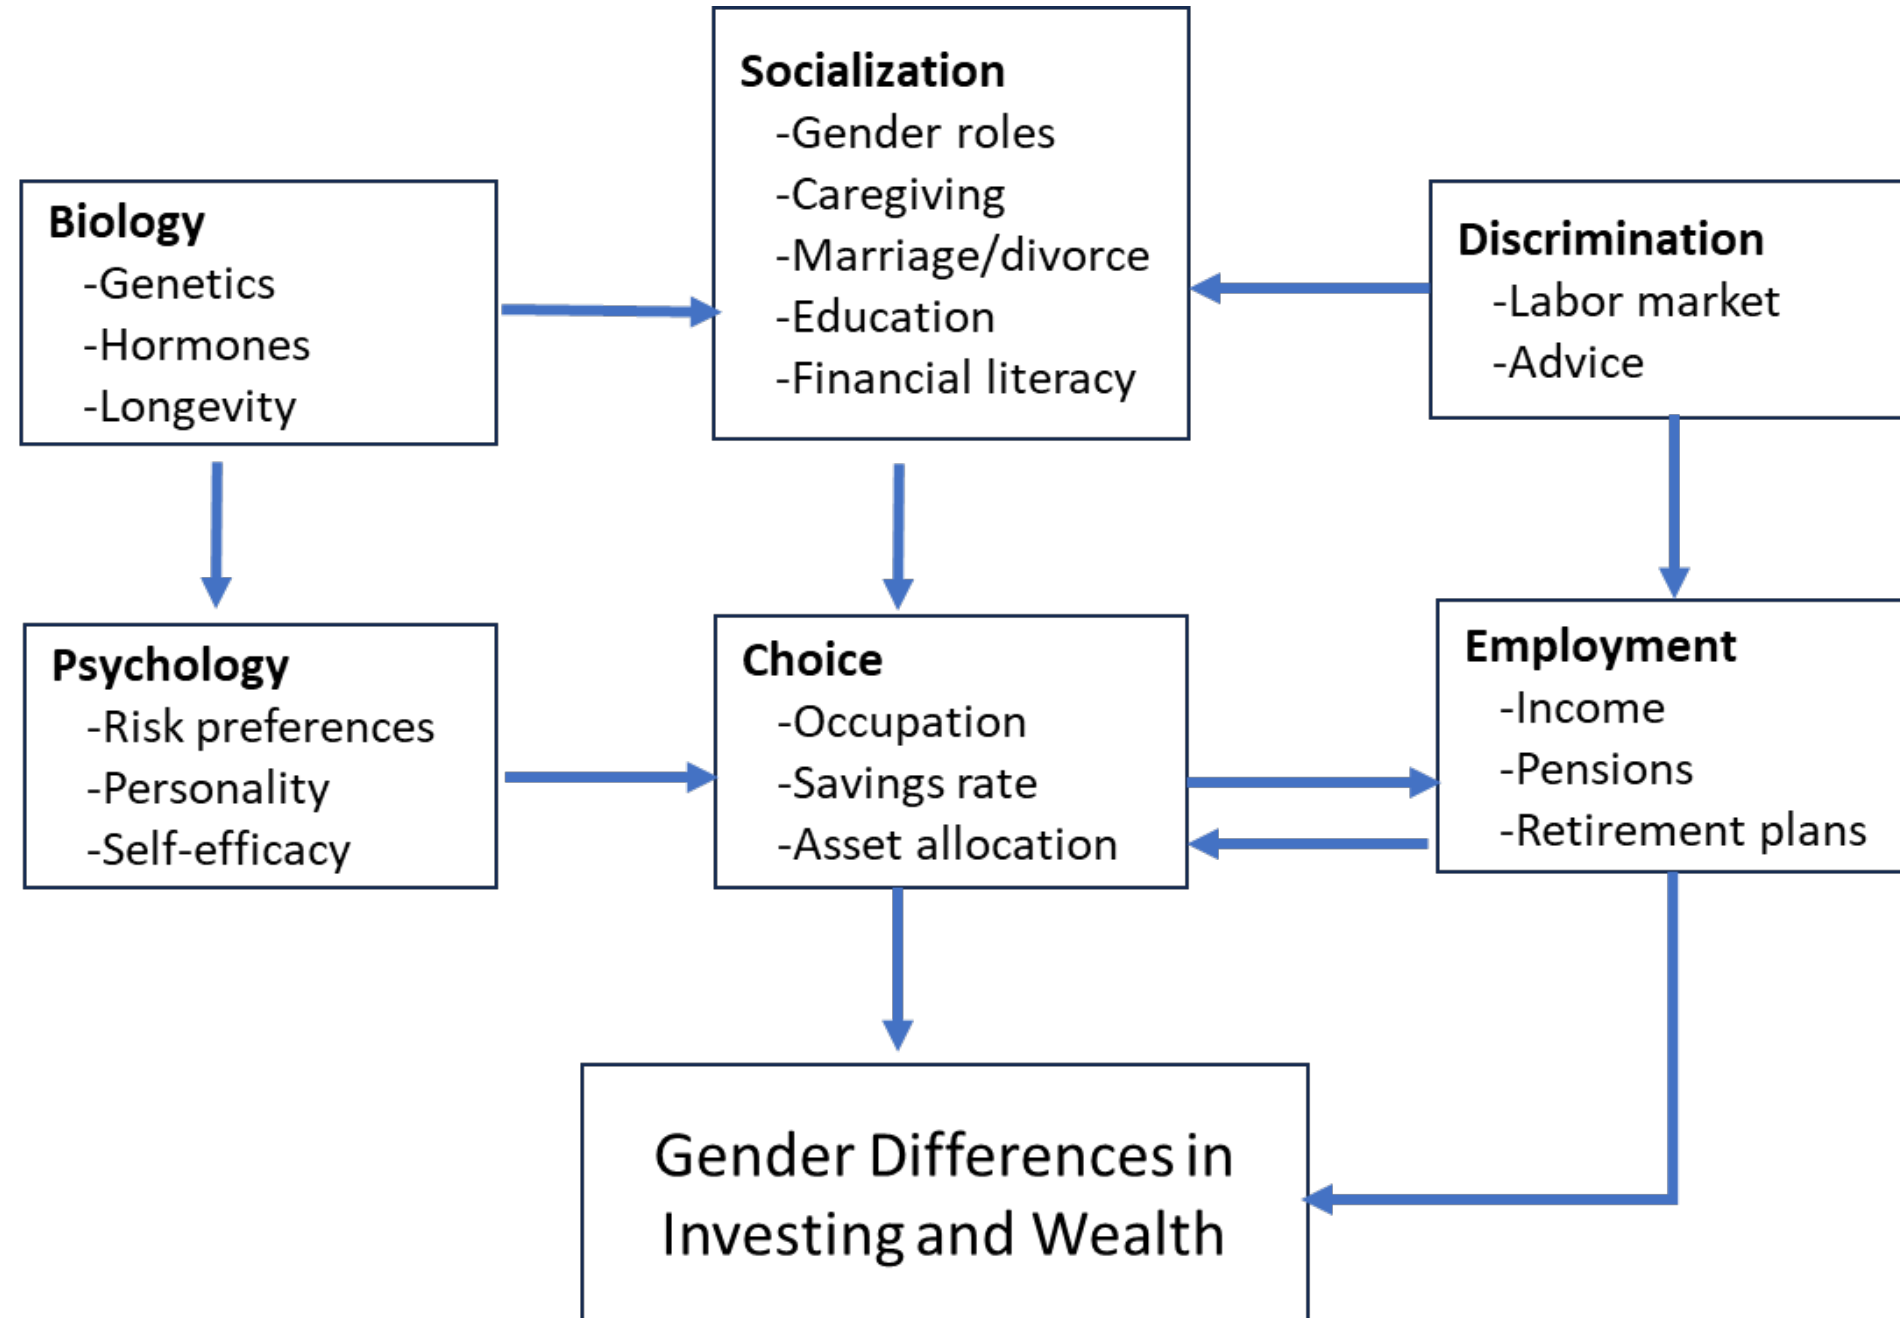 Socialization
-Gender roles
-Caregiving
-Marriage/divorce
-Education
-Financial literacy
Biology
-Genetics
-Hormones
-Longevity
Discrimination
-Labor market
-Advice
Psychology
-Risk preferences
-Personality
-Self-efficacy
Choice
-Occupation
-Savings rate
-Asset allocation
Employment
-Income
-Pensions
-Retirement plans
Gender Differences in
Investing and Wealth